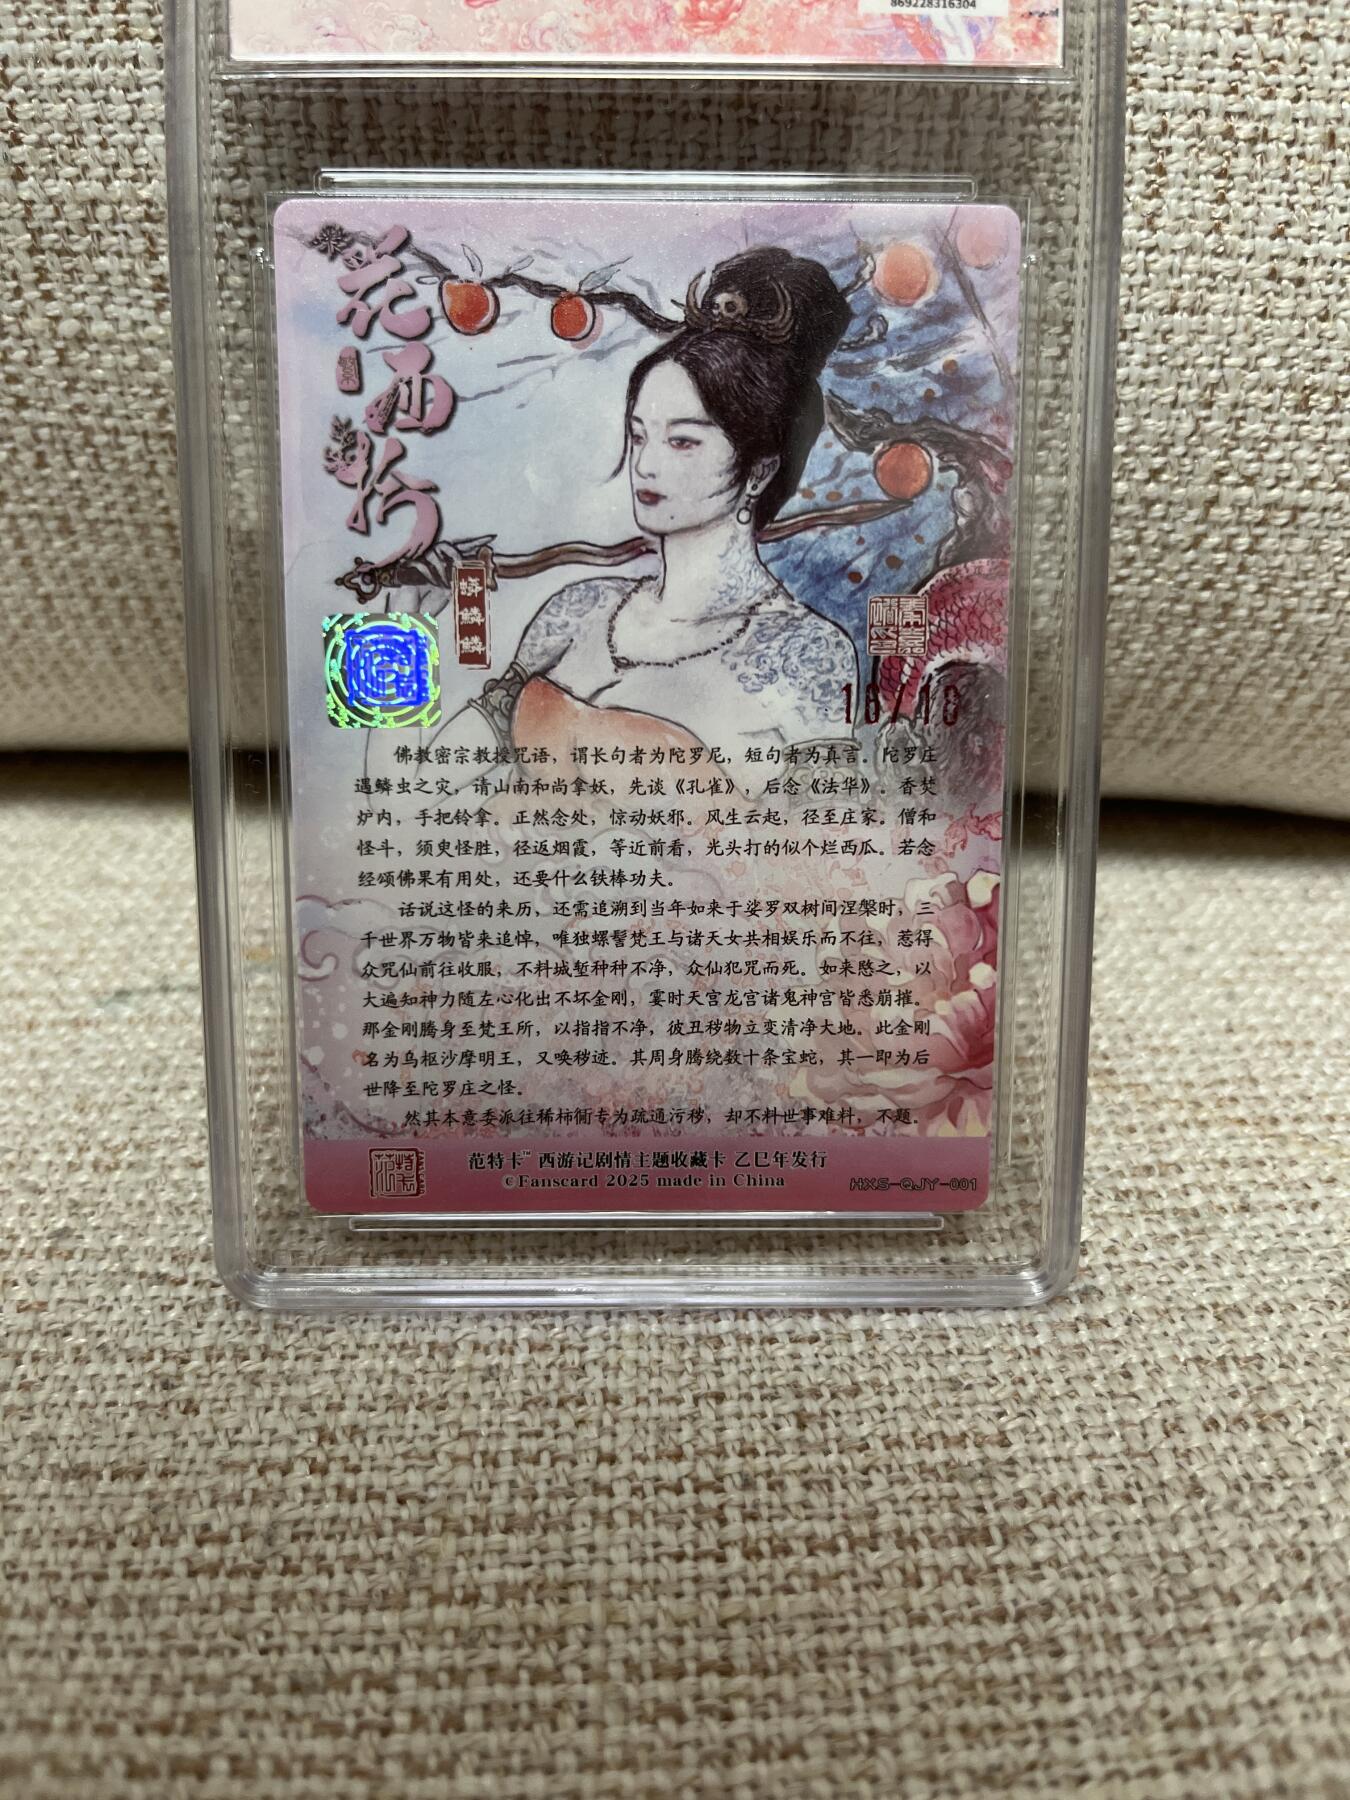 869228316304
花西拾
18/18
佛教密宗教授咒语，谓长句者为陀罗尼，短句者为真言。陀罗庄
遇鳞虫之灾，请山南和尚拿妖，先谈《孔雀》，后念《法华》。香焚
炉内，手把铃拿。正然念处，惊动妖邪。风生云起，径至庄家。僧和
怪斗，须臾怪胜，径返烟霞，等近前看，光头打的似个烂西瓜。若念
经颂佛果有用处，还要什么铁棒功夫。
话说这怪的来历，还需追溯到当年如来于娑罗双树间涅槃时，三
千世界万物皆来追悼，唯独螺髻梵王与诸天女共相娱乐而不往，惹得
众咒仙前往收服，不料城堑种种不净，众仙犯咒而死。如来愍之，以
大遍知神力随左心化出不坏金刚，霎时天宫龙宫诸鬼神宫皆悉崩摧。
那金刚腾身至梵王所，以指指不净，彼丑秽物立变清净大地。此金刚
名为乌枢沙摩明王，又唤秽迹。其周身腾绕数十条宝蛇，其一即为后
世降至陀罗庄之怪。
然其本意委派往稀柿衕专为疏通污秽，却不料世事难料，不题。
范特卡™ 西游记剧情主题收藏卡 乙巳年发行
©Fanscard 2025 made in China
HXS-QJY-001